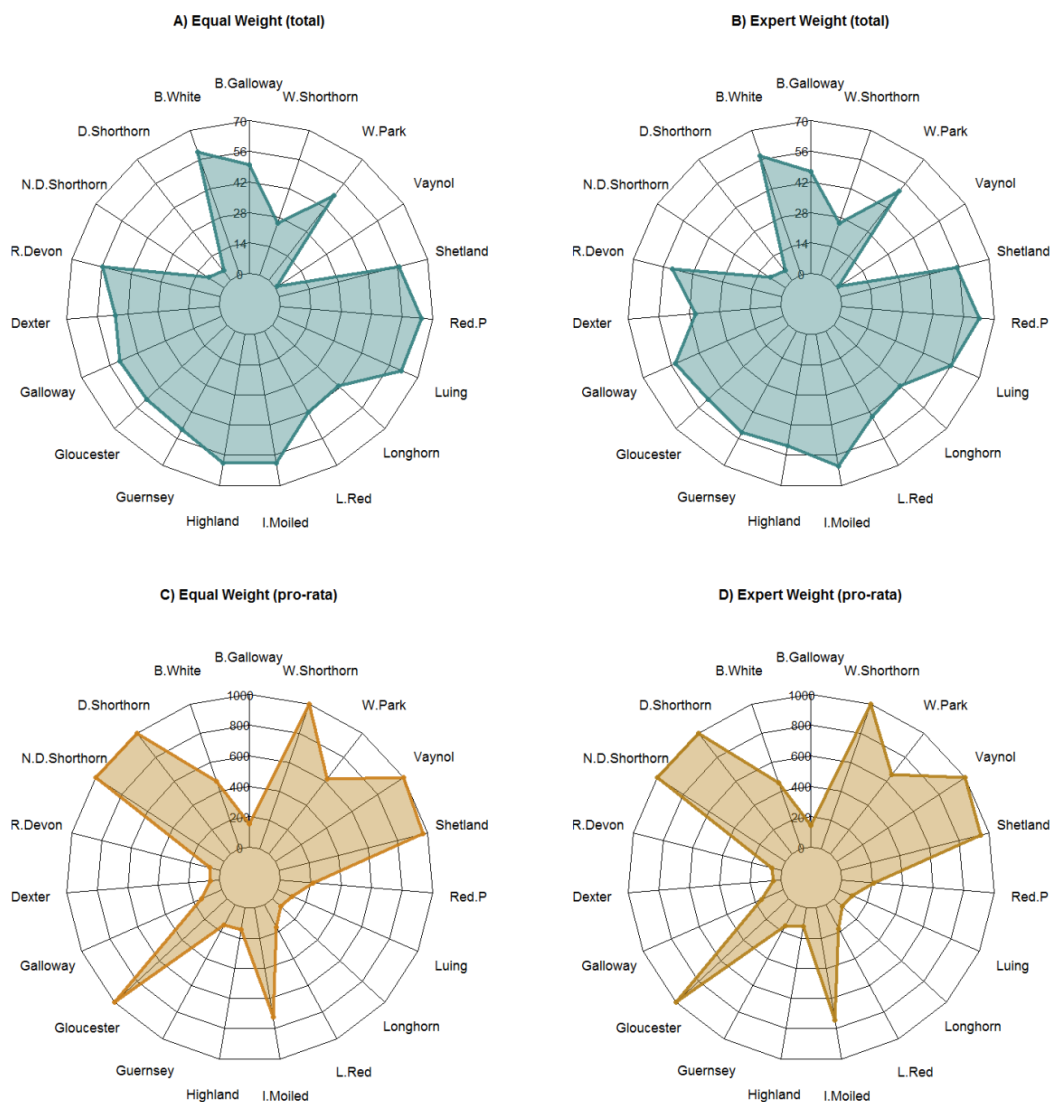 A) Equal Weight (total)
B.Galloway
B.White
W.Shorthorn
D.Shorthorn
W.Park
N.D.Shorthorn
Vaynol
R.Devon
Shetland
Dexter
Red.P
Galloway
Luing
Gloucester
Longhorn
Guernsey
L.Red
Highland
I.Moiled
70
56
42
28
14
0
B) Expert Weight (total)
B.Galloway
B.White
W.Shorthorn
D.Shorthorn
W.Park
N.D.Shorthorn
Vaynol
R.Devon
Shetland
Dexter
Red.P
Galloway
Luing
Gloucester
Longhorn
Guernsey
L.Red
Highland
I.Moiled
70
56
42
28
14
0
C) Equal Weight (pro-rata)
B.Galloway
B.White
W.Shorthorn
D.Shorthorn
W.Park
N.D.Shorthorn
Vaynol
R.Devon
Shetland
Dexter
Red.P
Galloway
Luing
Gloucester
Longhorn
Guernsey
L.Red
Highland
I.Moiled
1000
800
600
400
200
0
D) Expert Weight (pro-rata)
B.Galloway
B.White
W.Shorthorn
D.Shorthorn
W.Park
N.D.Shorthorn
Vaynol
R.Devon
Shetland
Dexter
Red.P
Galloway
Luing
Gloucester
Longhorn
Guernsey
L.Red
Highland
I.Moiled
1000
800
600
400
200
0